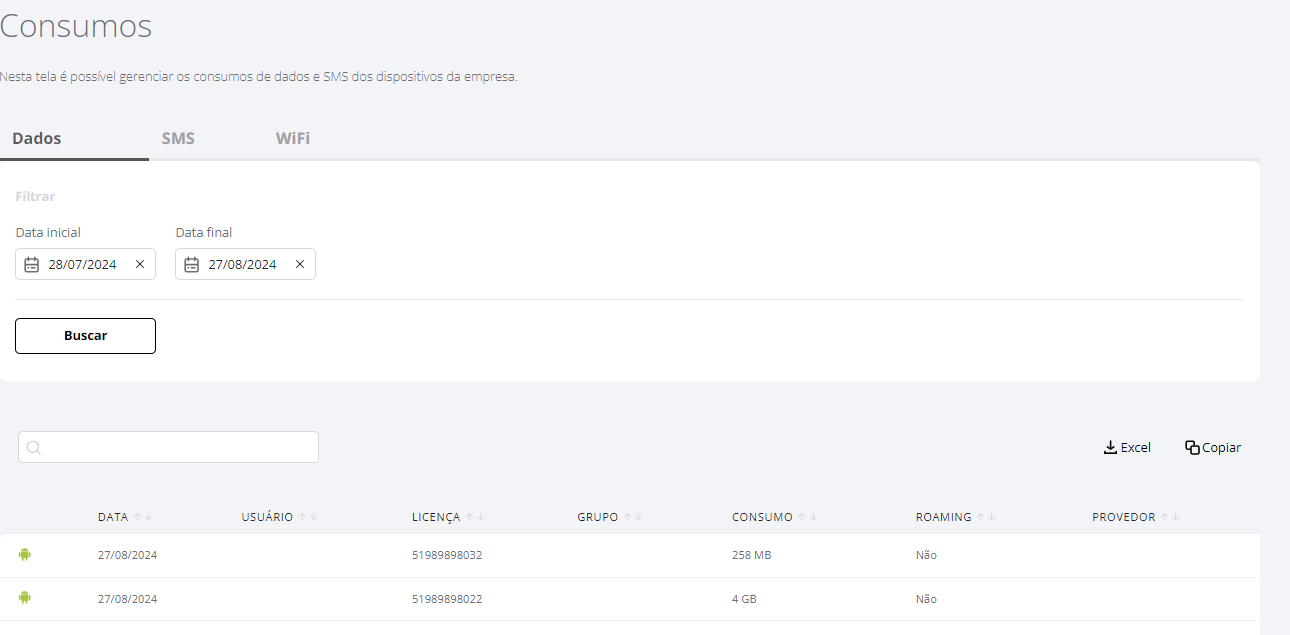 Consumos
Nesta tela é possível gerenciar os consumos de dados e SMS dos dispositivos da empresa.
Dados SMS WiFi
Filtrar
Data inicial Data final
28/07/2024 27/08/2024
Buscar
Excel Copiar
DATA USUÁRIO LICENÇA GRUPO CONSUMO ROAMING PROVEDOR
27/08/2024 51989898032 258 MB Não
27/08/2024 51989898022 4 GB Não